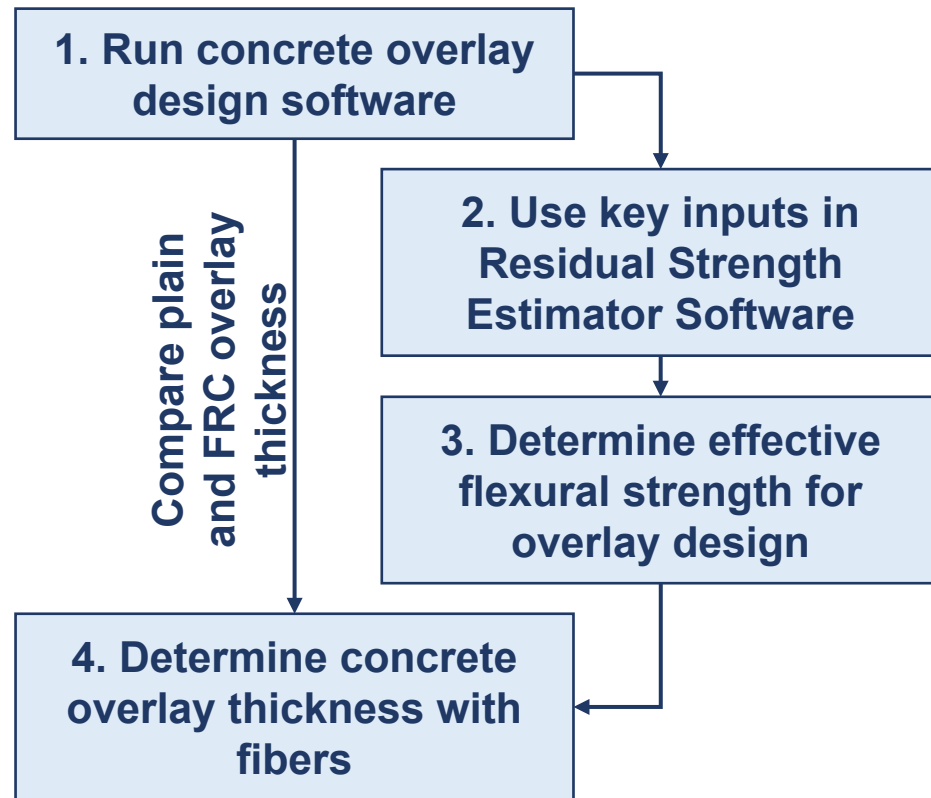 1. Run concrete overlay
design software
2. Use key inputs in
Residual Strength
Estimator Software
Compare plain
and FRC overlay
thickness
3. Determine effective
flexural strength for
overlay design
4. Determine concrete
overlay thickness with
fibers